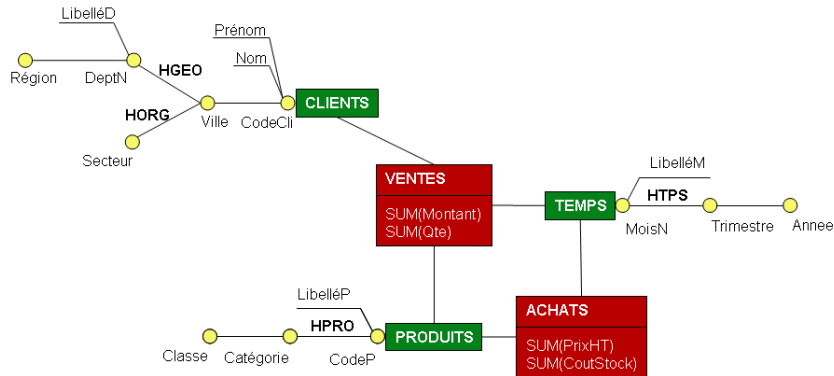 LibelléD
Prénom
Nom
HGEO
Région
DeptN
HORG
Ville
CodeCli
CLIENTS
Secteur
VENTES
SUM(Montant)
SUM(Qte)
LibelléM
TEMPS
HTPS
MoisN
Trimestre
Annee
LibelléP
HPRO
Classe
Catégorie
CodeP
PRODUITS
ACHATS
SUM(PrixHT)
SUM(CoutStock)